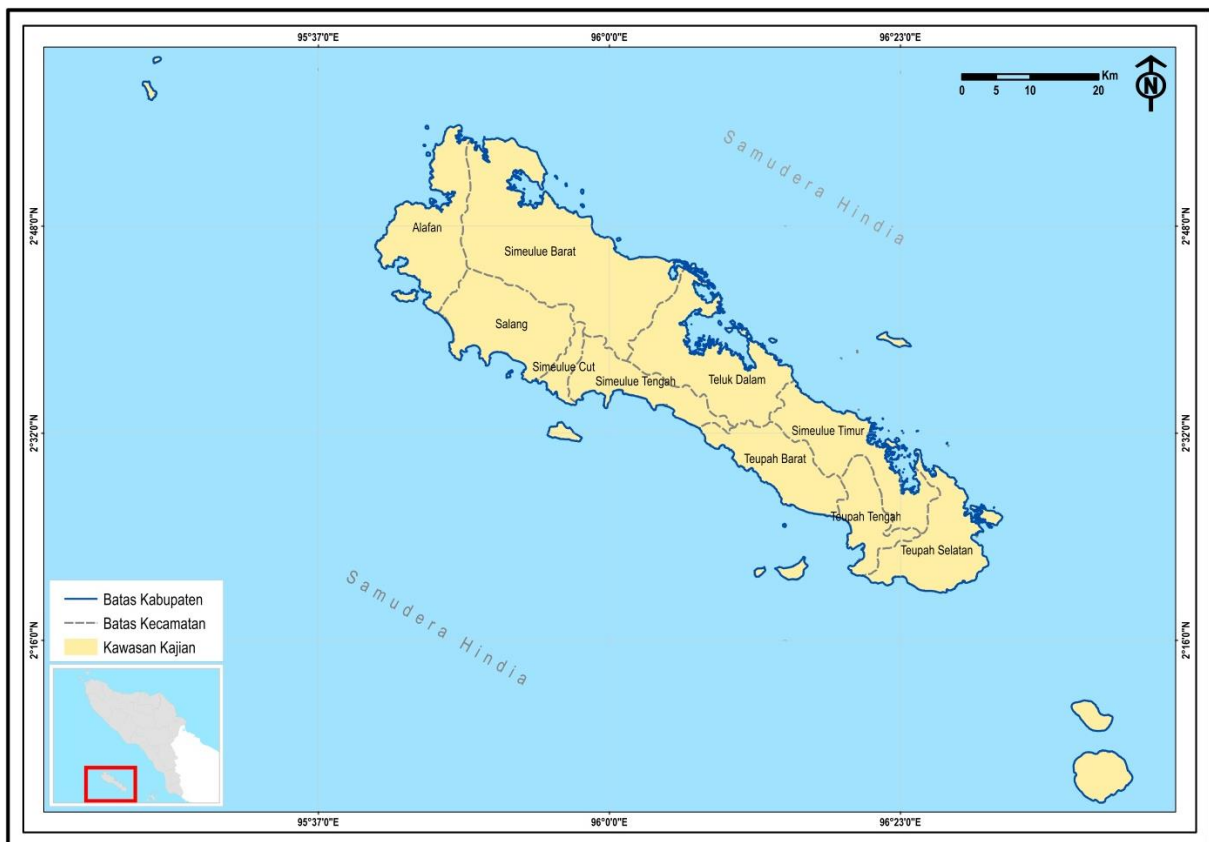 95°37'0"E
96°0'0"E
96°23'0"E
Km
0 5 10 20
N
Samudera Hindia
2°48'0"N
2°48'0"N
Alafan
Simeulue Barat
Salang
Simeulue Cut
Simeulue Tengah
Teluk Dalam
Simeulue Timur
2°32'0"N
2°32'0"N
Teupah Barat
Teupah Tengah
Teupah Selatan
Samudera Hindia
2°16'0"N
2°16'0"N
Batas Kabupaten
Batas Kecamatan
Kawasan Kajian
95°37'0"E
96°0'0"E
96°23'0"E